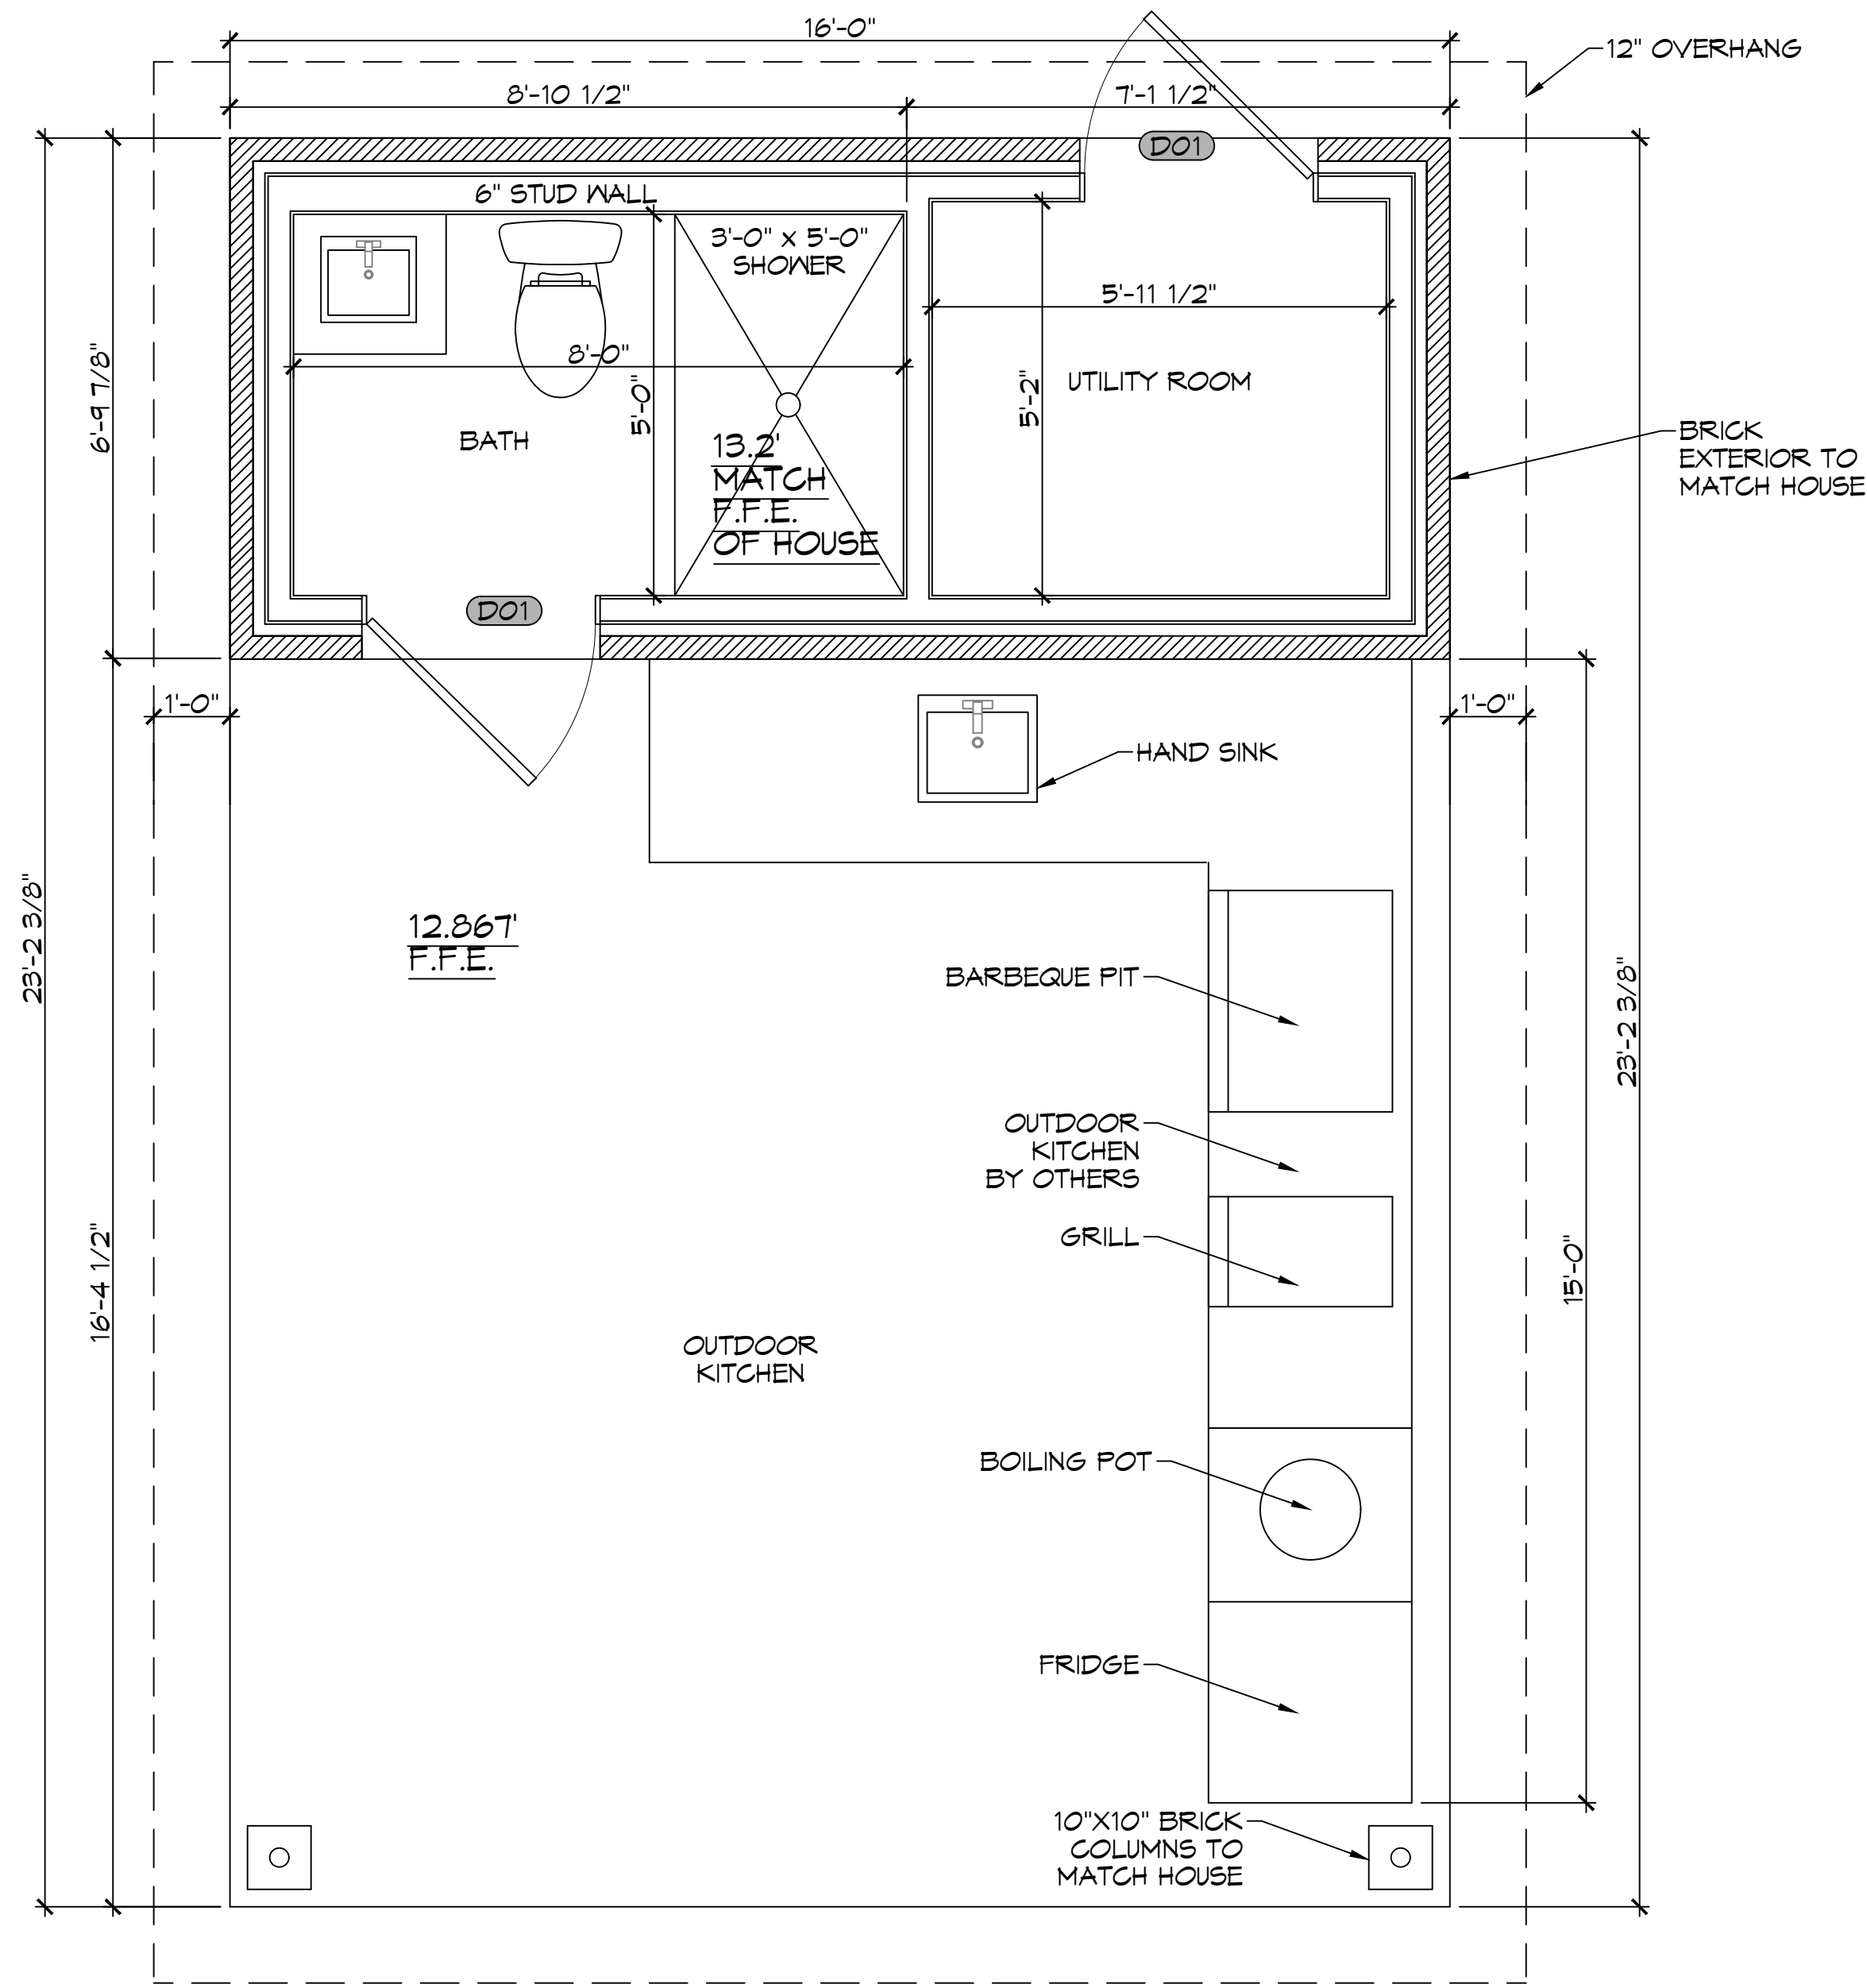 16'-0"
12" OVERHANG
8'-10 1/2"
7'-1 1/2"
D01
6" STUD WALL
3'-0" X 5'-0"
SHOWER
5'-11 1/2"
8'-0"
5'-0"
5'-2"
UTILITY ROOM
6'-9 7/8"
BATH
13.2'
MATCH
F.F.E.
OF HOUSE
BRICK
EXTERIOR TO
MATCH HOUSE
D01
1'-0"
1'-0"
HAND SINK
23'-2 3/8"
12.867'
F.F.E.
BARBEQUE PIT
23'-2 3/8"
OUTDOOR
KITCHEN
BY OTHERS
GRILL
16'-4 1/2"
15'-0"
OUTDOOR
KITCHEN
BOILING POT
FRIDGE
10"X10" BRICK
COLUMNS TO
MATCH HOUSE